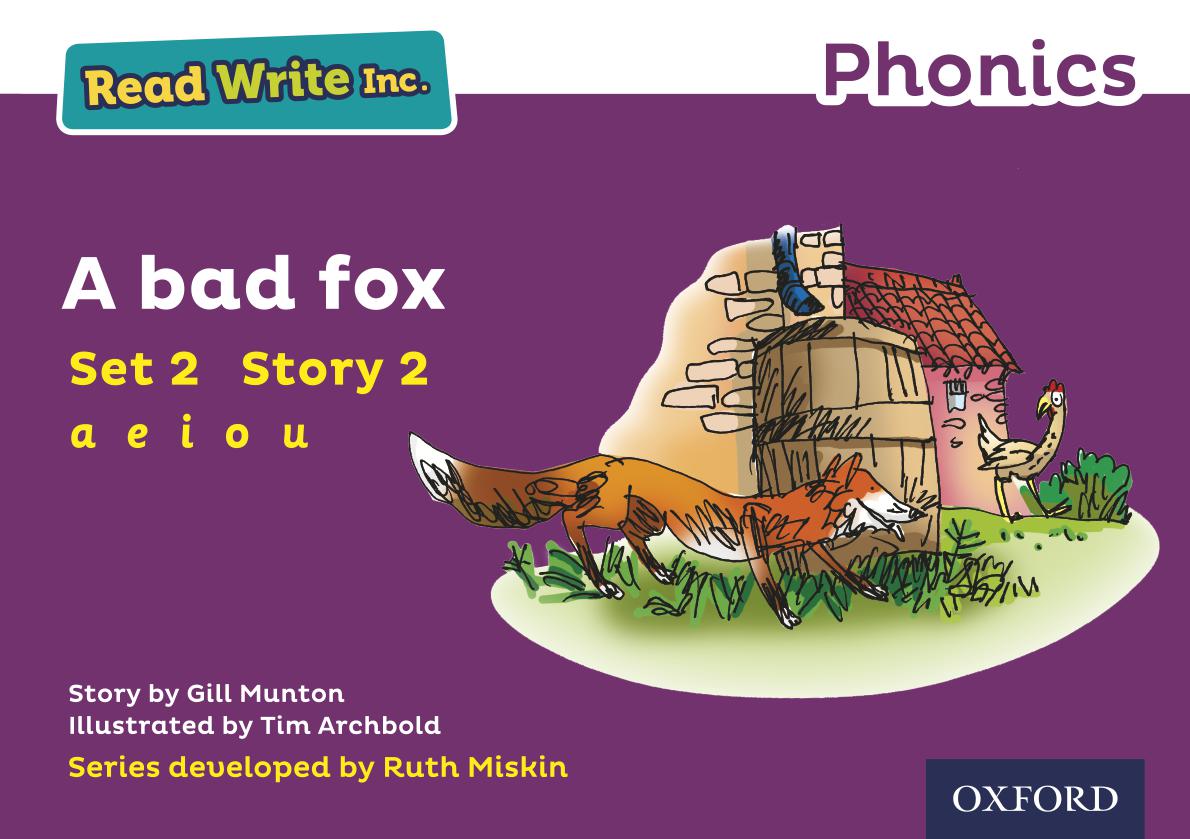 Read Write Inc.
Phonics
A bad fox
Set 2 Story 2
a e i o u
Story by Gill Munton
Illustrated by Tim Archbold
Series developed by Ruth Miskin
OXFORD